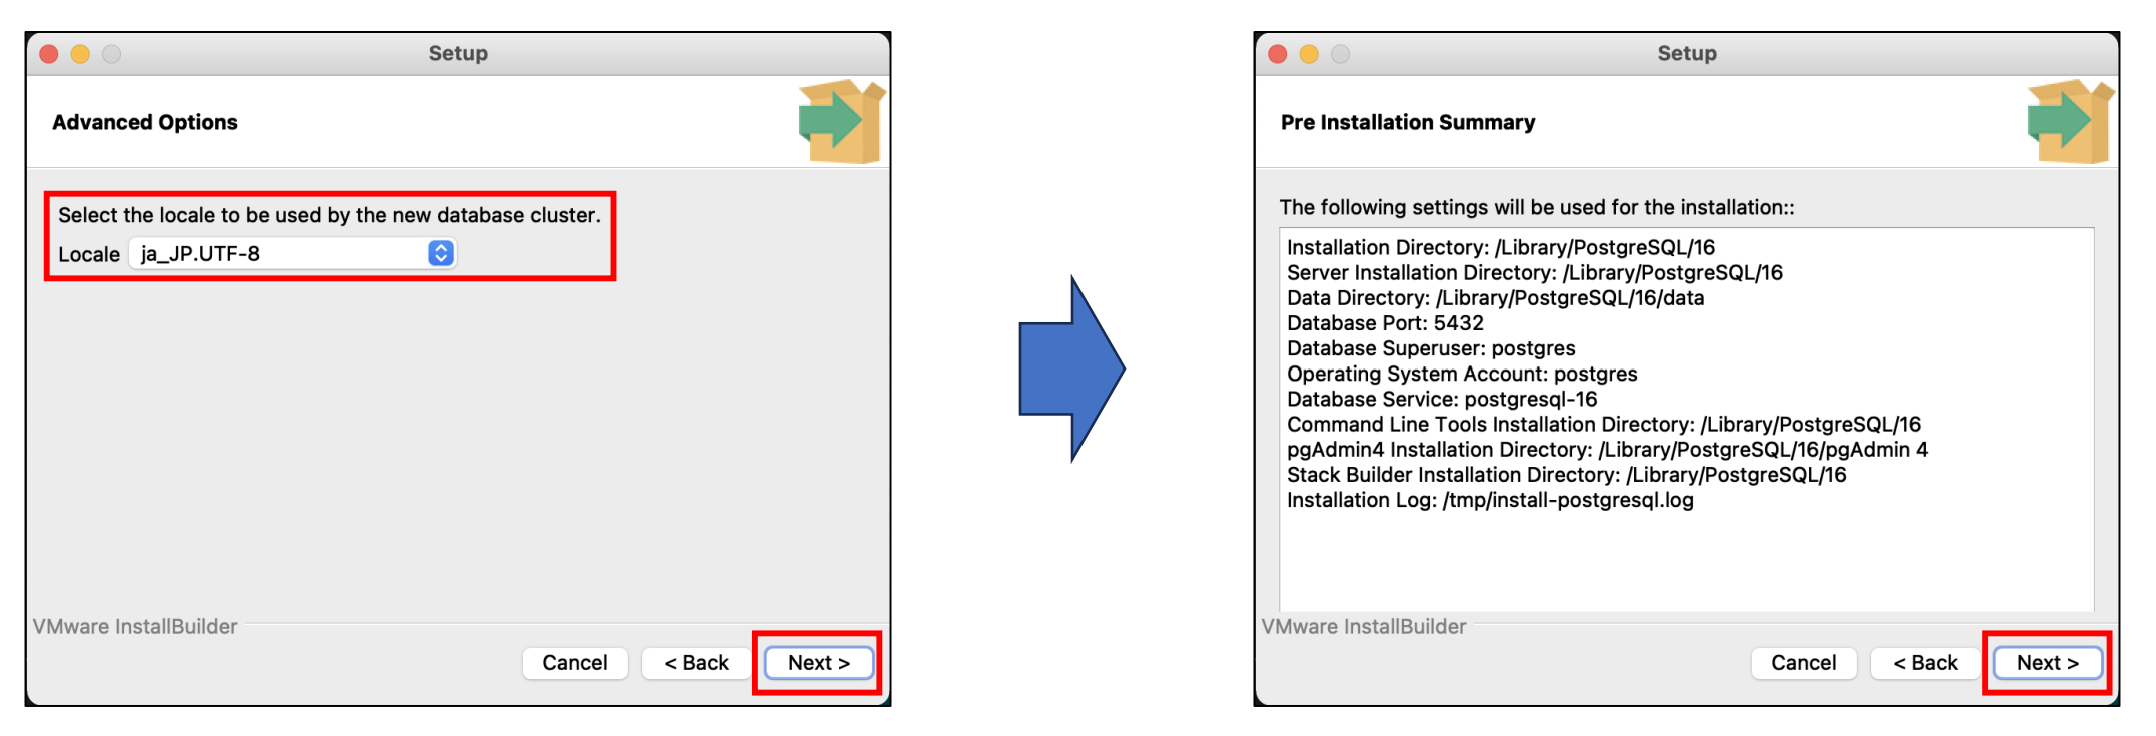 Setup
Advanced Options
Select the locale to be used by the new database cluster.
Locale ja_JP.UTF-8
VMware InstallBuilder
Cancel < Back Next >
Setup
Pre Installation Summary
The following settings will be used for the installation::
Installation Directory: /Library/PostgreSQL/16
Server Installation Directory: /Library/PostgreSQL/16
Data Directory: /Library/PostgreSQL/16/data
Database Port: 5432
Database Superuser: postgres
Operating System Account: postgres
Database Service: postgresql-16
Command Line Tools Installation Directory: /Library/PostgreSQL/16
pgAdmin4 Installation Directory: /Library/PostgreSQL/16/pgAdmin 4
Stack Builder Installation Directory: /Library/PostgreSQL/16
Installation Log: /tmp/install-postgresql.log
VMware InstallBuilder
Cancel < Back Next >